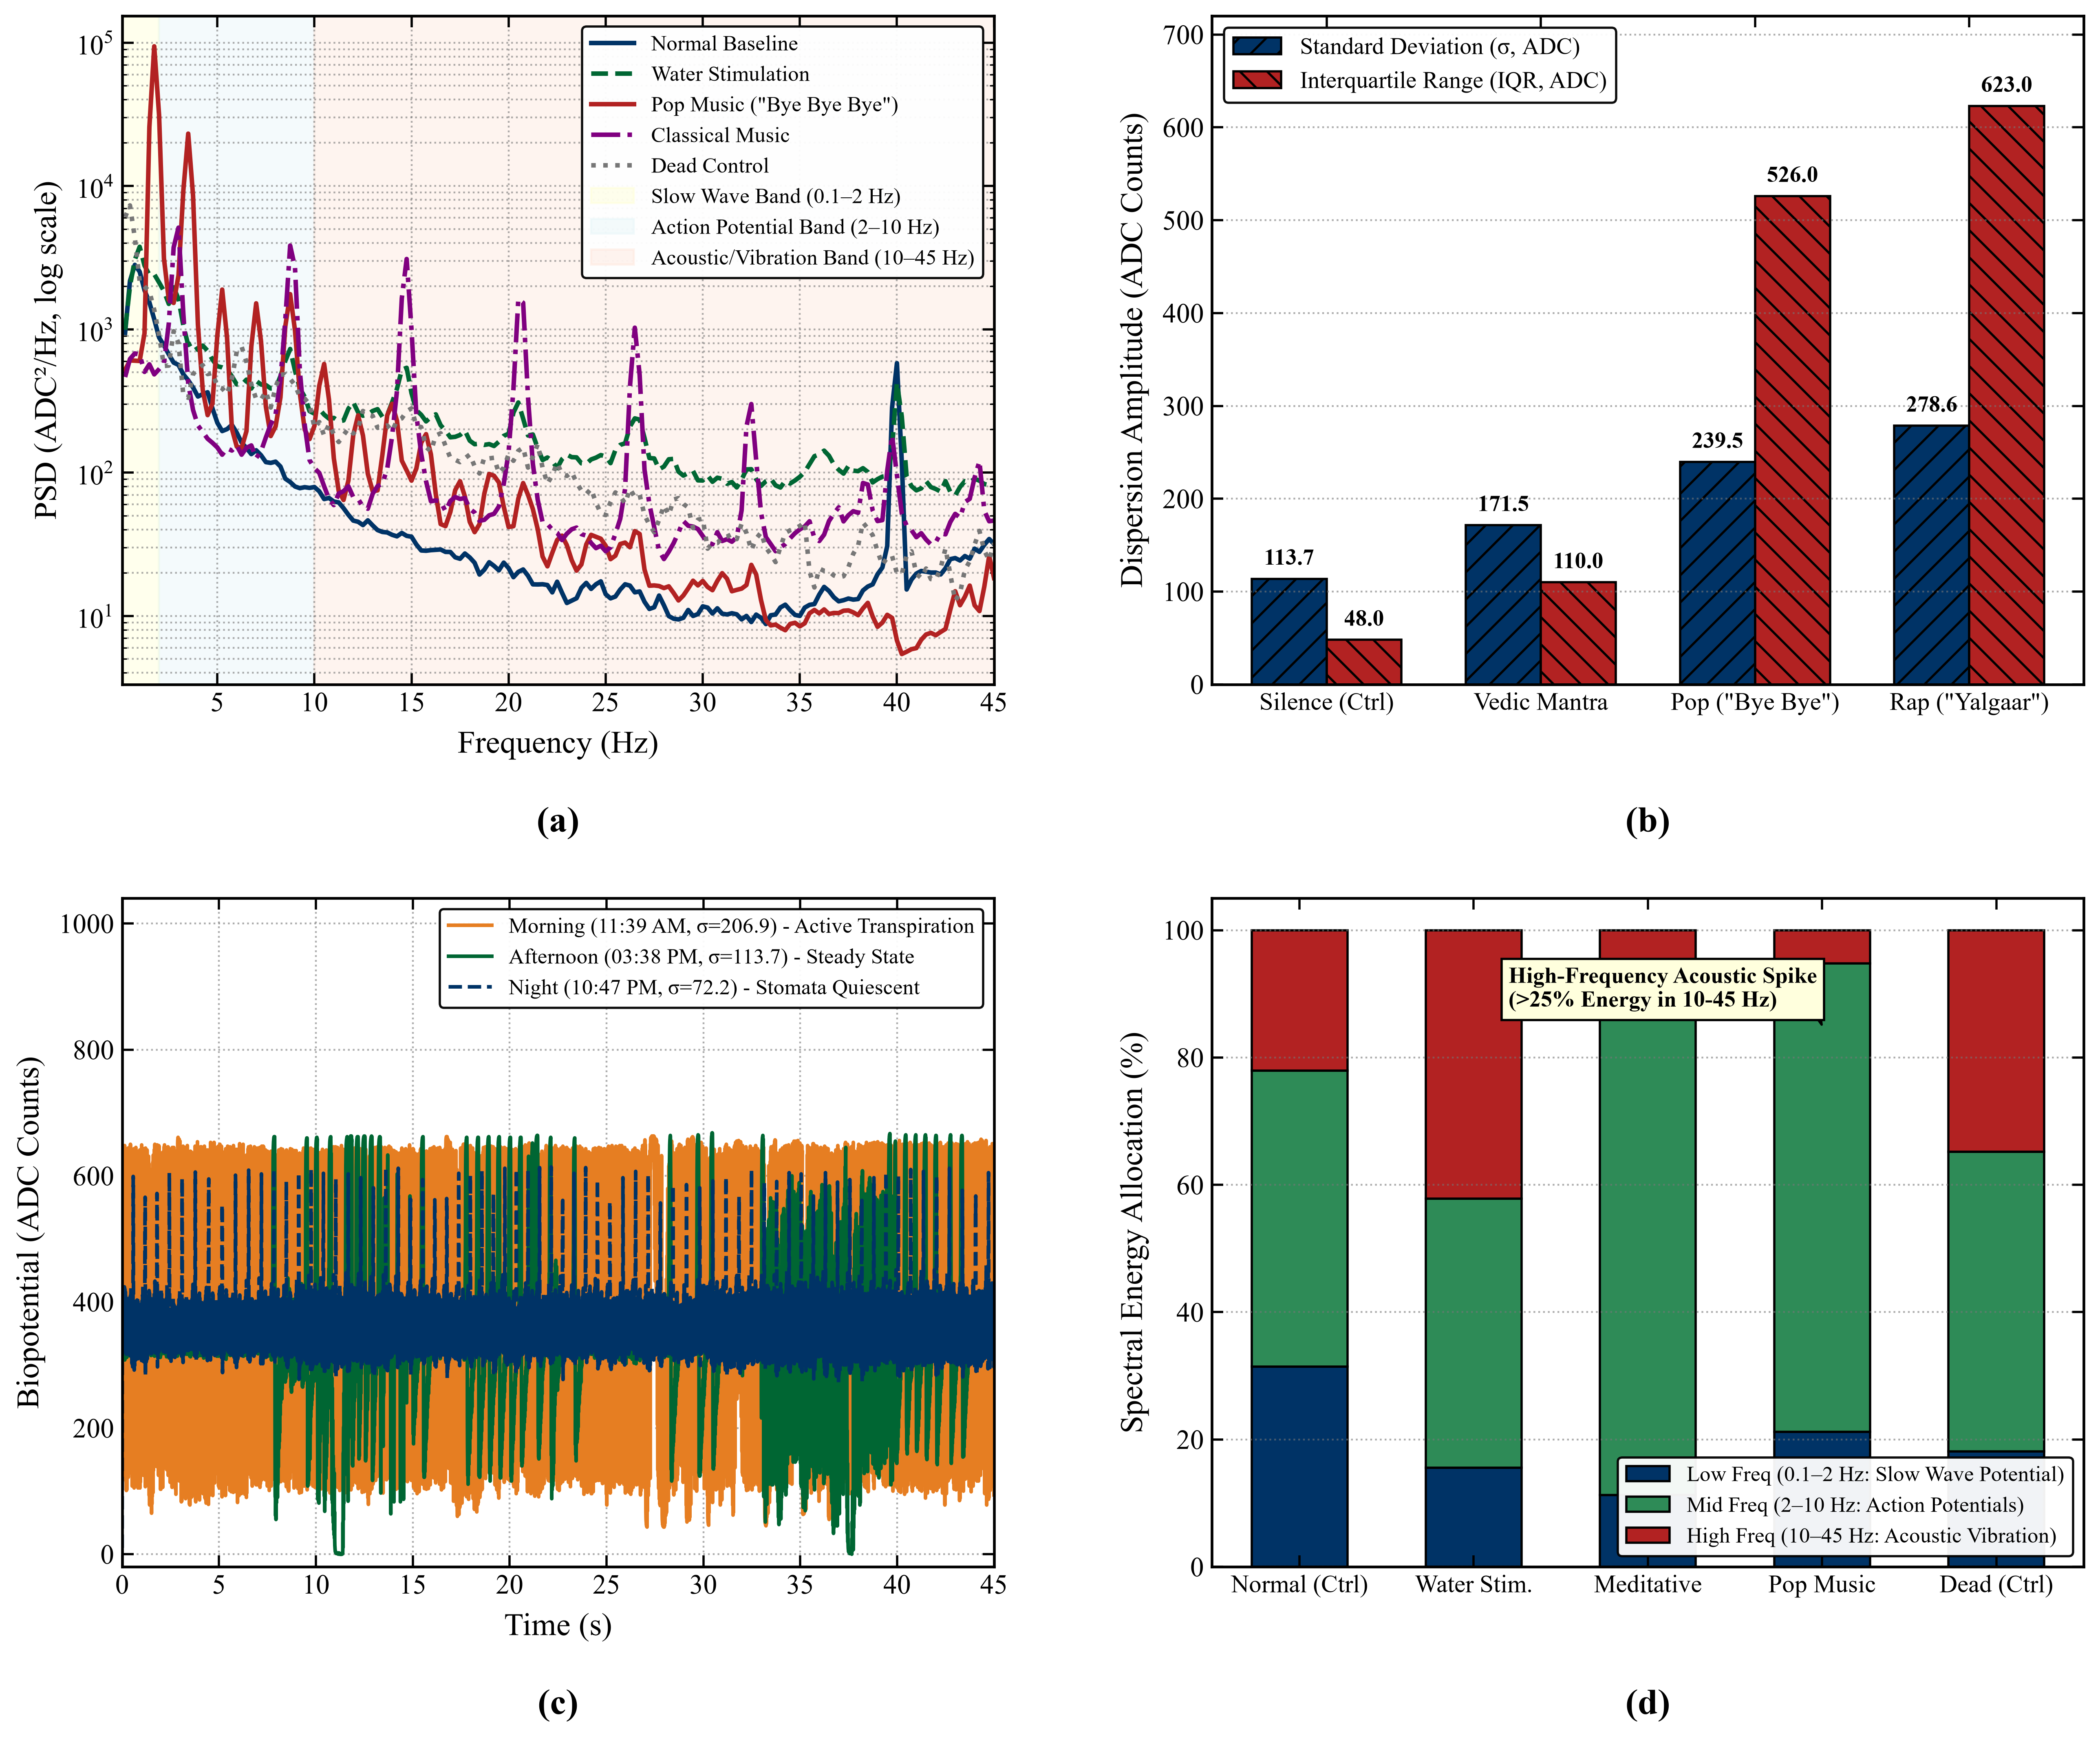 PSD (ADC²/Hz, log scale)
10⁵
10⁴
10³
10²
10¹
Normal Baseline
Water Stimulation
Pop Music ("Bye Bye Bye")
Classical Music
Dead Control
Slow Wave Band (0.1–2 Hz)
Action Potential Band (2–10 Hz)
Acoustic/Vibration Band (10–45 Hz)
5 10 15 20 25 30 35 40 45
Frequency (Hz)
(a)
Dispersion Amplitude (ADC Counts)
700
600
500
400
300
200
100
0
Standard Deviation (σ, ADC)
Interquartile Range (IQR, ADC)
113.7
48.0
171.5
110.0
239.5
526.0
278.6
623.0
Silence (Ctrl) Vedic Mantra Pop ("Bye Bye") Rap ("Yalgaar")
(b)
Biopotential (ADC Counts)
1000
800
600
400
200
0
Morning (11:39 AM, σ=206.9) - Active Transpiration
Afternoon (03:38 PM, σ=113.7) - Steady State
Night (10:47 PM, σ=72.2) - Stomata Quiescent
0 5 10 15 20 25 30 35 40 45
Time (s)
(c)
Spectral Energy Allocation (%)
100
80
60
40
20
0
High-Frequency Acoustic Spike
(>25% Energy in 10-45 Hz)
Low Freq (0.1–2 Hz: Slow Wave Potential)
Mid Freq (2–10 Hz: Action Potentials)
High Freq (10–45 Hz: Acoustic Vibration)
Normal (Ctrl) Water Stim. Meditative Pop Music Dead (Ctrl)
(d)